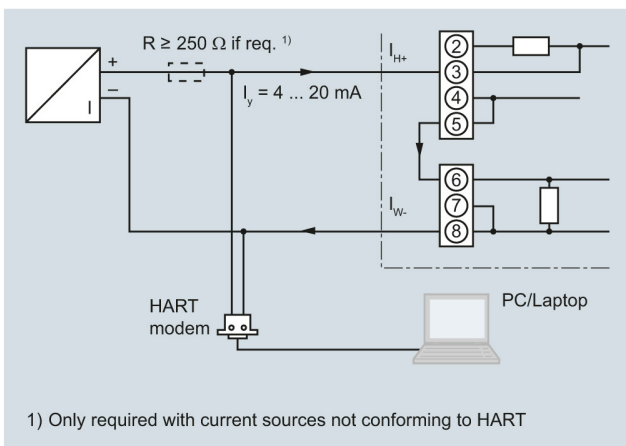 R ≥ 250 Ω if req. 1)
+
–
I
I_y = 4 ... 20 mA
I_H+
2
3
4
5
6
I_W-
7
8
HART
modem
PC/Laptop
1) Only required with current sources not conforming to HART